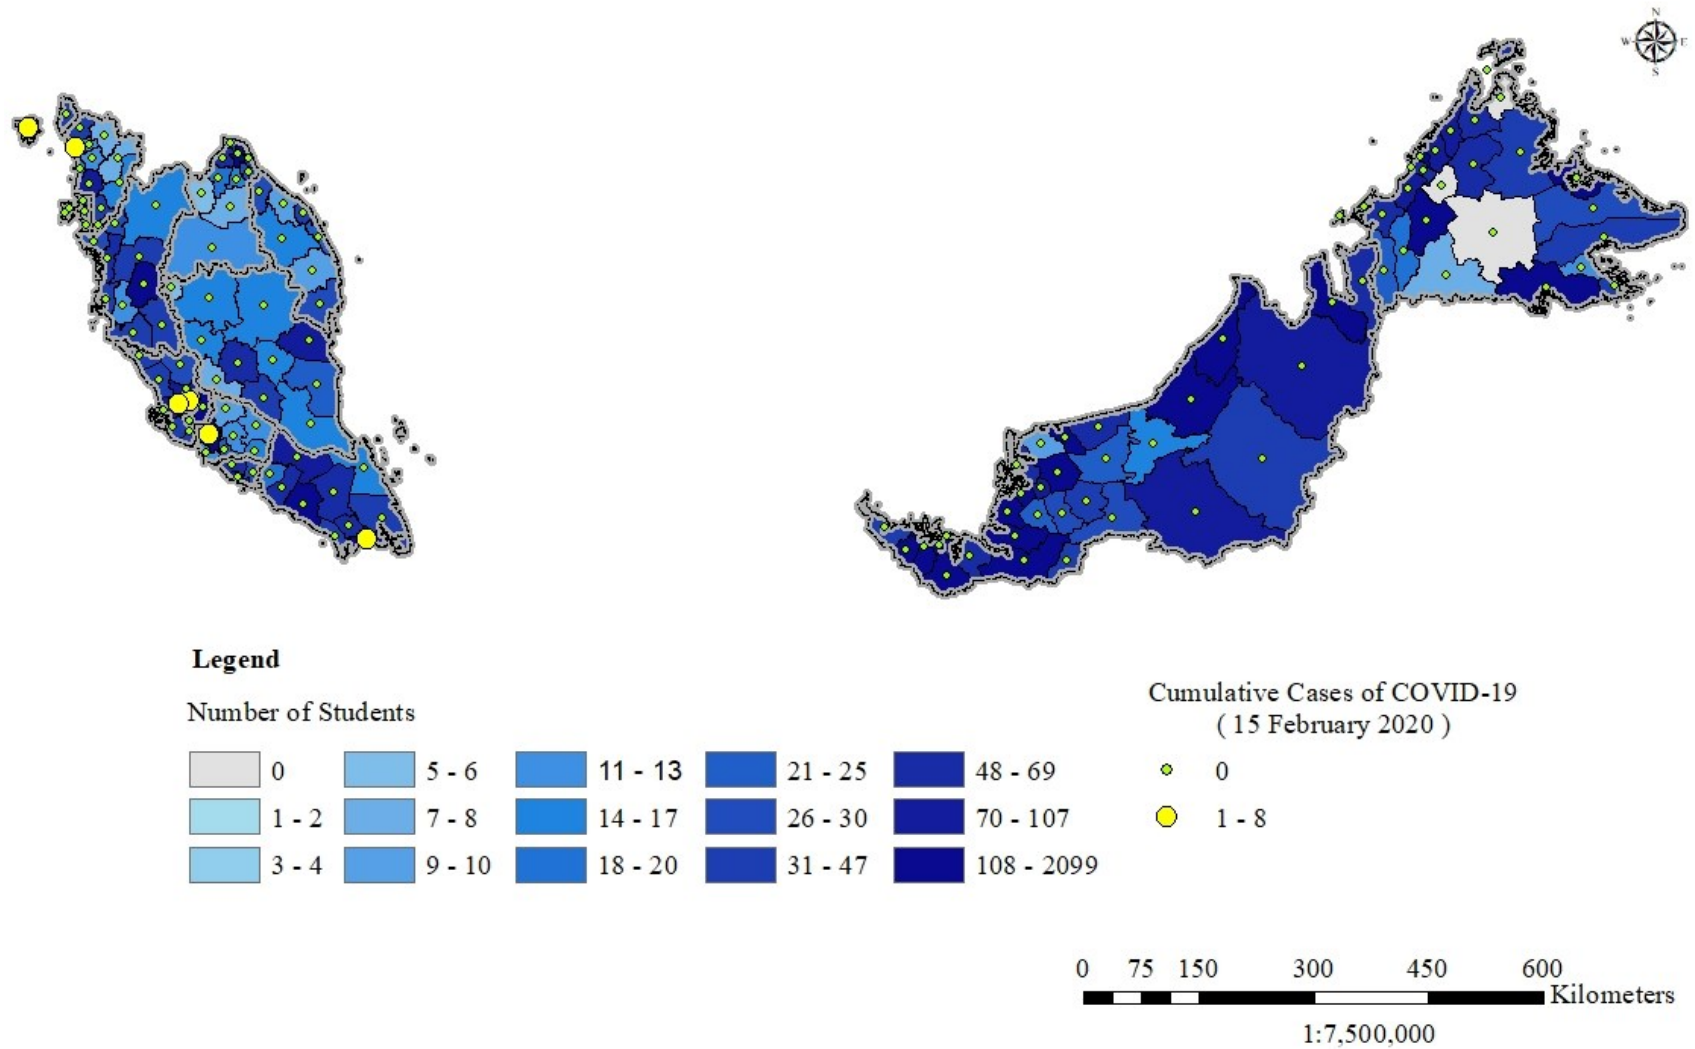 N
W E
S
Legend
Number of Students
0
1 - 2
3 - 4
5 - 6
7 - 8
9 - 10
11 - 13
14 - 17
18 - 20
21 - 25
26 - 30
31 - 47
48 - 69
70 - 107
108 - 2099
Cumulative Cases of COVID-19
( 15 February 2020 )
0
1 - 8
0 75 150 300 450 600
Kilometers
1:7,500,000